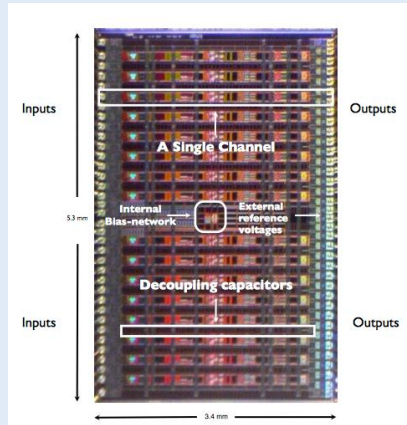 Inputs
Outputs
A Single Channel
Internal
Bias-network
External
reference
voltages
5.3 mm
Decoupling capacitors
Inputs
Outputs
3.4 mm